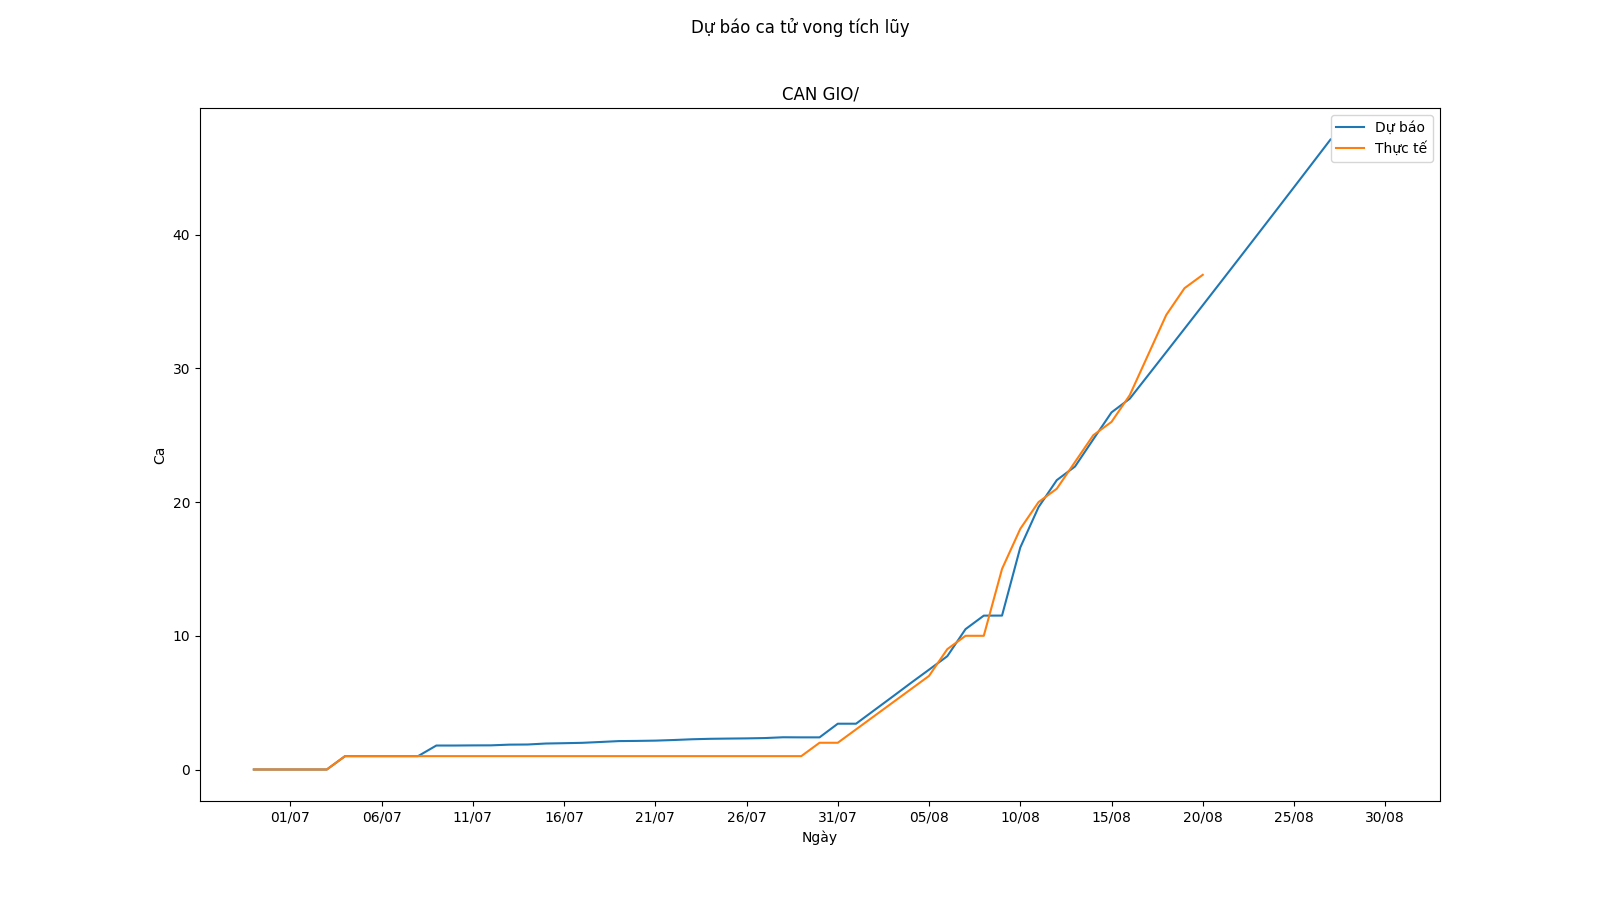 Dự báo ca tử vong tích lũy
CAN GIO/
Dự báo
Thực tế
40
30
20
10
0
Ca
01/07 06/07 11/07 16/07 21/07 26/07 31/07 05/08 10/08 15/08 20/08 25/08 30/08
Ngày